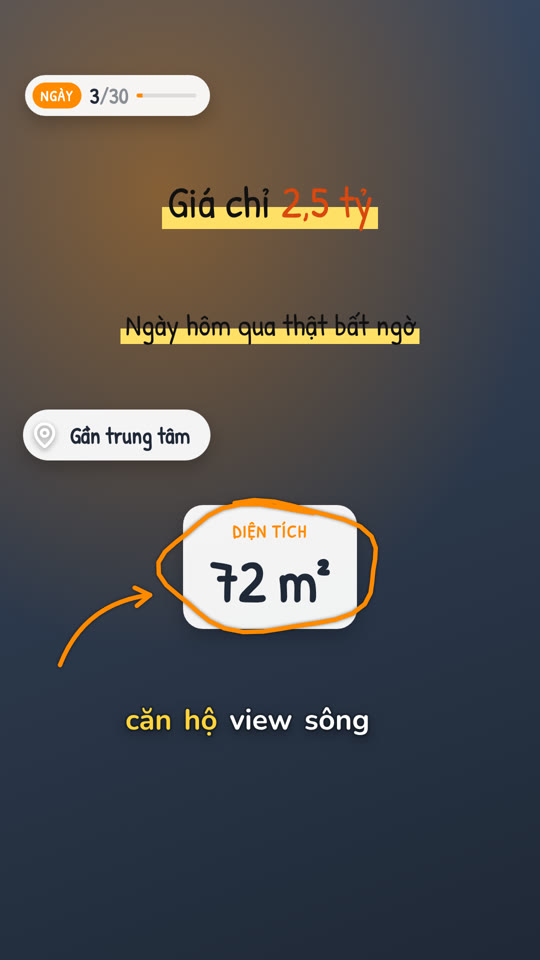 NGÀY 3/30
Giá chỉ 2,5 tỷ
Ngày hôm qua thật bất ngờ
Gần trung tâm
DIỆN TÍCH
72 m²
căn hộ view sông